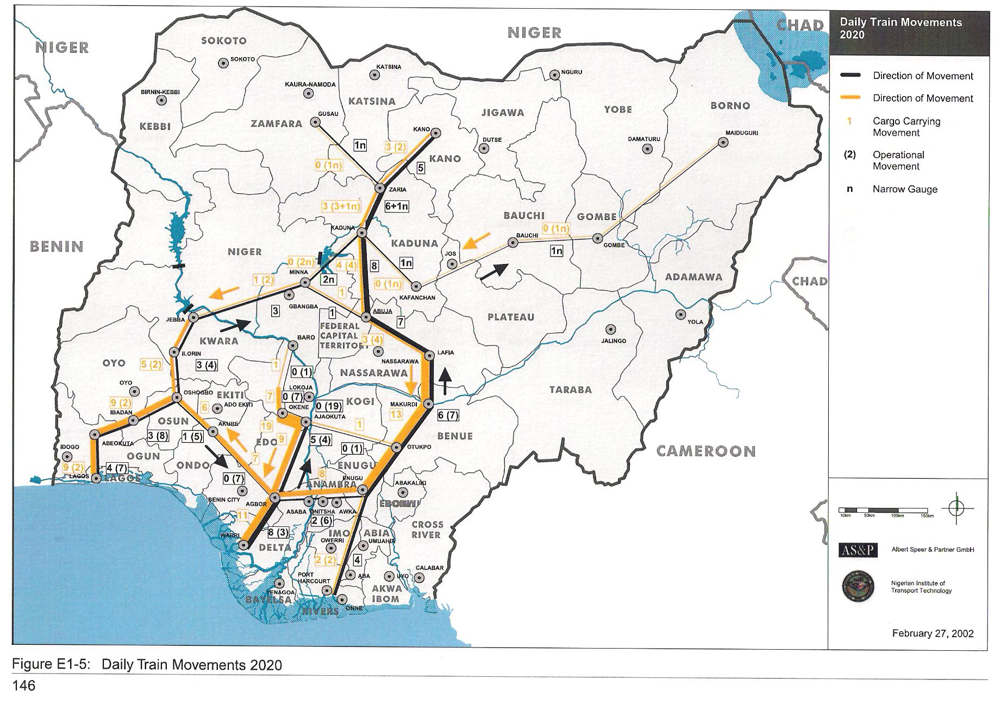 NIGER
SOKOTO
SOKOTO
BIRNIN-KEBBI
KEBBI
KAURA-NAMODA
ZAMFARA
GUSAU
KATSINA
KATSINA
NIGER
NGURU
CHAD
JIGAWA
YOBE
BORNO
KANO
DUTSE
DAMATURU
MAIDUGURI
KANO
1n
3 (2)
0 (1n)
5
ZARIA
3 (3+1n)
6+1n
BENIN
NIGER
KADUNA
KADUNA
BAUCHI
GOMBE
0 (1n)
BAUCHI
GOMBE
1n
JOS
0 (2n)
4 (4)
8
1n
MINNA
2n
1 (2)
1
0 (1n)
KAFANCHAN
ADAMAWA
CHAD
GBANGBA
3
1
ABUJA
7
PLATEAU
JEBBA
FEDERAL
CAPITAL
TERRITORY
3 (4)
YOLA
JALINGO
KWARA
BARO
OYO
ILORIN
5 (2)
3 (4)
1
0 (1)
NASSARAWA
LAFIA
NASSARAWA
OYO
OSHOGBO
EKITI
7
LOKOJA
0 (7)
TARABA
9 (2)
6
ADO EKITI
OKENE
0 (19)
KOGI
MAKURDI
IBADAN
OSUN
AKURE
19
AJAOKUTA
1
13
6 (7)
3 (8)
1 (5)
EDO
9
5 (4)
BENUE
ABEOKUTA
IDOGO
OGUN
7
0 (1)
OTUKPO
CAMEROON
9 (2)
4 (7)
ONDO
ENUGU
LAGOS
LAGOS
0 (7)
8
ANAMBRA
ENUGU
ABAKALIKI
BENIN CITY
AGBOR
ASABA
ONITSHA
AWKA
EBONYI
11
2 (6)
WARRI
8 (3)
DELTA
IMO
ABIA
CROSS
RIVER
OWERRI
UMUAHIA
2 (2)
4
PORT
HARCOURT
ABA
UYO
CALABAR
YENAGOA
BAYELSA
AKWA
IBOM
RIVERS
ONNE
Daily Train Movements
2020
Direction of Movement
Direction of Movement
1 Cargo Carrying
Movement
(2) Operational
Movement
n Narrow Gauge
10km 50km 100km 150km
AS&P Albert Speer & Partner GmbH
Nigerian Institute of
Transport Technology
February 27, 2002
Figure E1-5: Daily Train Movements 2020
146